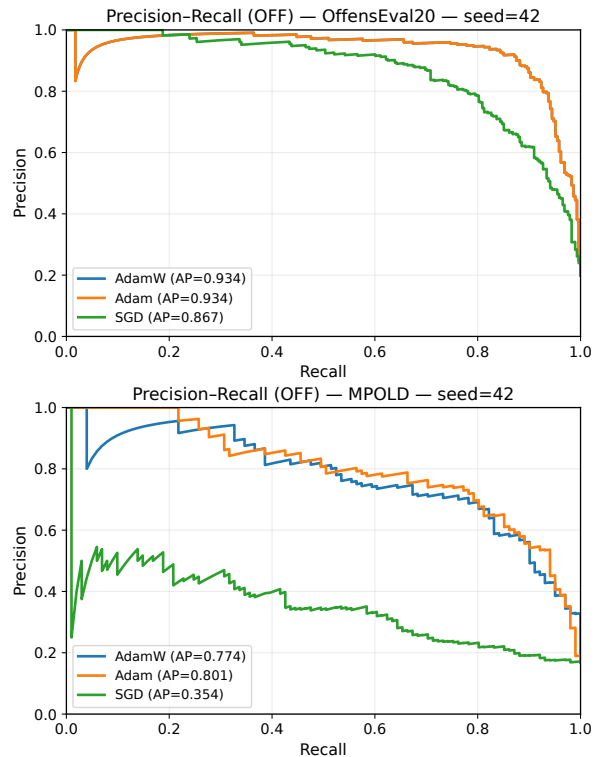 Precision–Recall (OFF) — OffensEval20 — seed=42
1.0
0.8
0.6
0.4
0.2
0.0
Precision
AdamW (AP=0.934)
Adam (AP=0.934)
SGD (AP=0.867)
0.0 0.2 0.4 0.6 0.8 1.0
Recall
Precision–Recall (OFF) — MPOLD — seed=42
1.0
0.8
0.6
0.4
0.2
0.0
Precision
AdamW (AP=0.774)
Adam (AP=0.801)
SGD (AP=0.354)
0.0 0.2 0.4 0.6 0.8 1.0
Recall